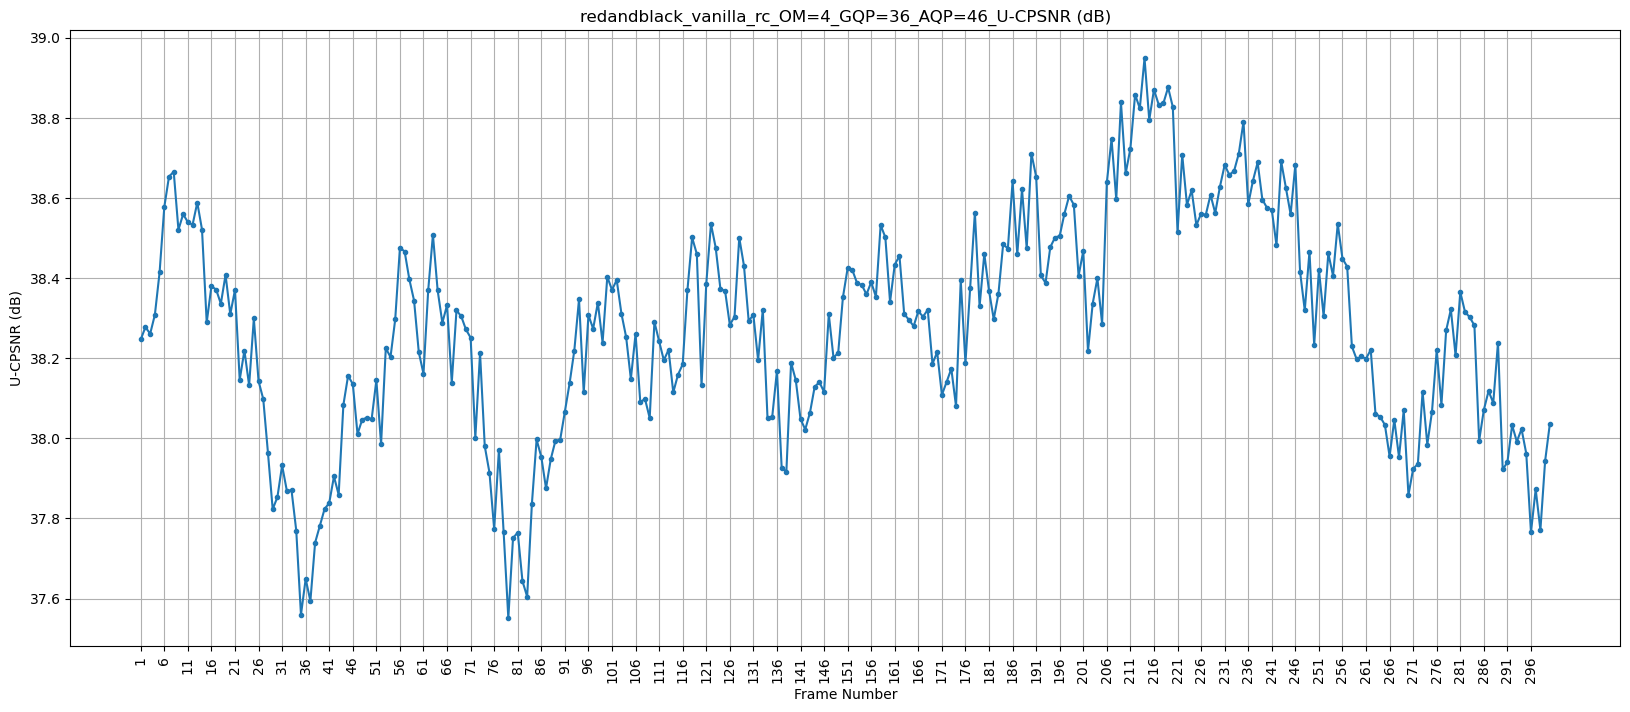 redandblack_vanilla_rc_OM=4_GQP=36_AQP=46_U-CPSNR (dB)
U-CPSNR (dB)
39.0
38.8
38.6
38.4
38.2
38.0
37.8
37.6
1 6 11 16 21 26 31 36 41 46 51 56 61 66 71 76 81 86 91 96 101 106 111 116 121 126 131 136 141 146 151 156 161 166 171 176 181 186 191 196 201 206 211 216 221 226 231 236 241 246 251 256 261 266 271 276 281 286 291 296
Frame Number